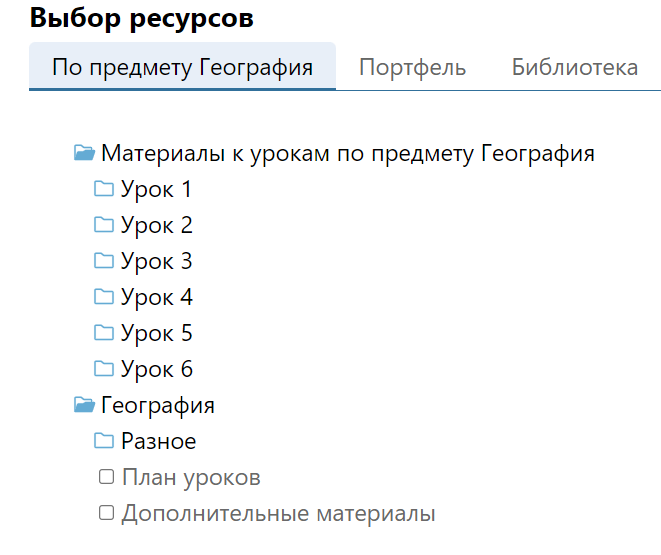 Выбор ресурсов
По предмету География Портфель Библиотека
Материалы к урокам по предмету География
Урок 1
Урок 2
Урок 3
Урок 4
Урок 5
Урок 6
География
Разное
План уроков
Дополнительные материалы